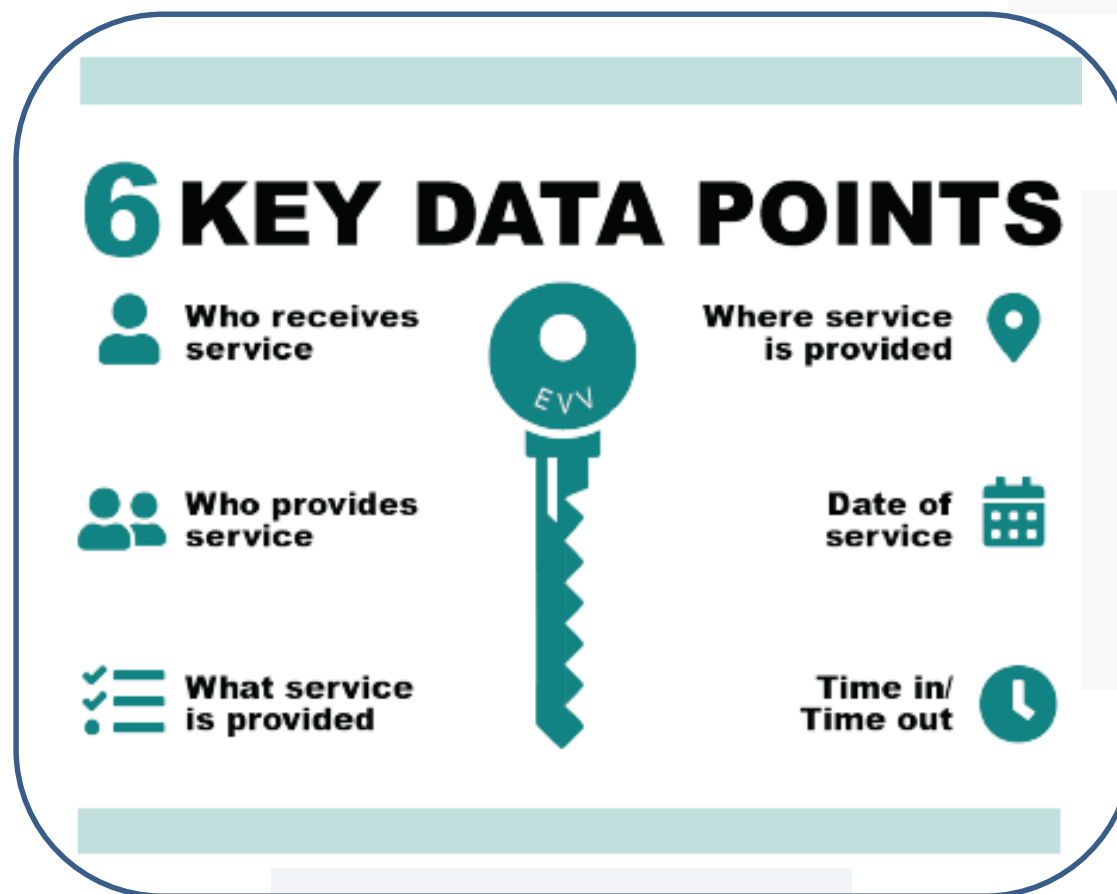 6 KEY DATA POINTS
Who receives
service
Who provides
service
What service
is provided
EVV
Where service
is provided
Date of
service
Time in/
Time out